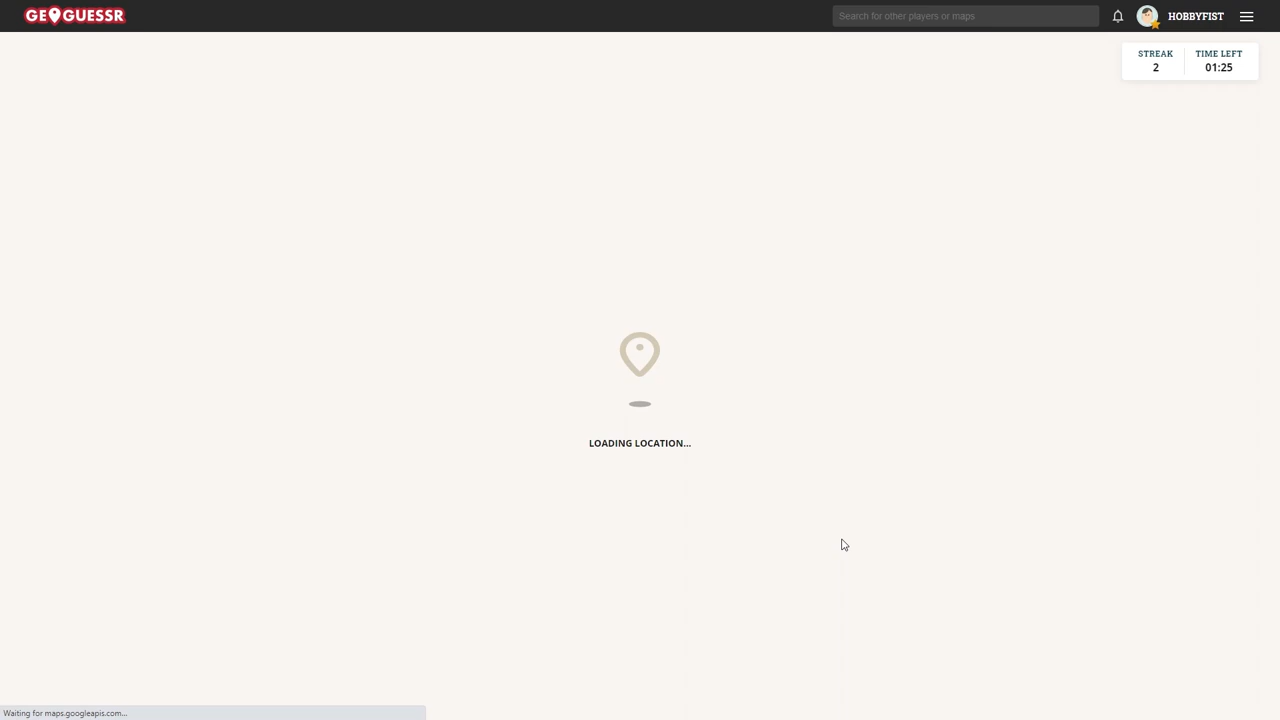 GEOGUESSR
Search for other players or maps
HOBBYFIST
STREAK
2
TIME LEFT
01:25
LOADING LOCATION...
Waiting for maps.googleapis.com...